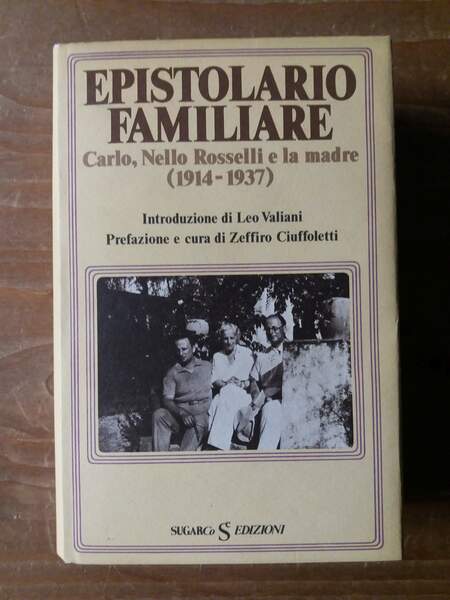 EPISTOLARIO
FAMILIARE
Carlo, Nello Rosselli e la madre
(1914-1937)
Introduzione di Leo Valiani
Prefazione e cura di Zeffiro Ciuffoletti
SUGARCo Sc EDIZIONI